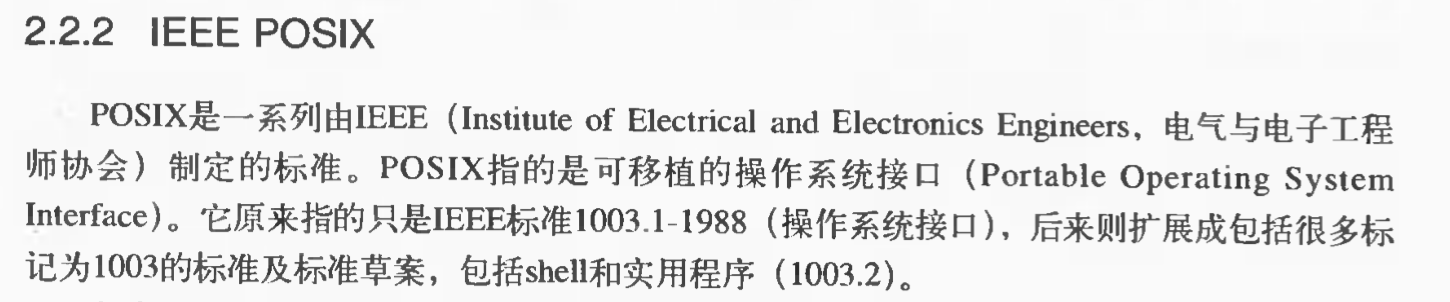 2.2.2 IEEE POSIX
POSIX是一系列由IEEE（Institute of Electrical and Electronics Engineers，电气与电子工程
师协会）制定的标准。POSIX指的是可移植的操作系统接口（Portable Operating System
Interface）。它原来指的只是IEEE标准1003.1-1988（操作系统接口），后来则扩展成包括很多标
记为1003的标准及标准草案，包括shell和实用程序（1003.2）。